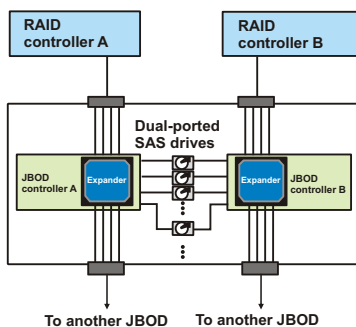 RAID
controller A
RAID
controller B
Dual-ported
SAS drives
JBOD
controller A
Expander
Expander
JBOD
controller B
To another JBOD
To another JBOD